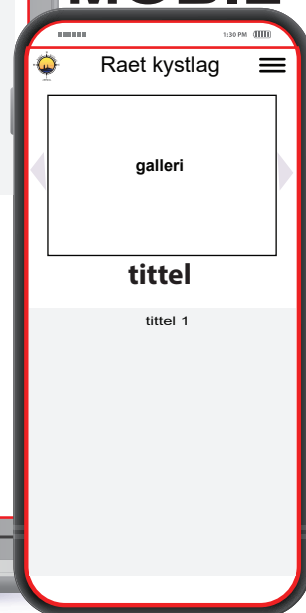 MOBIL
1:30 PM
Raet kystlag
galleri
tittel
tittel 1